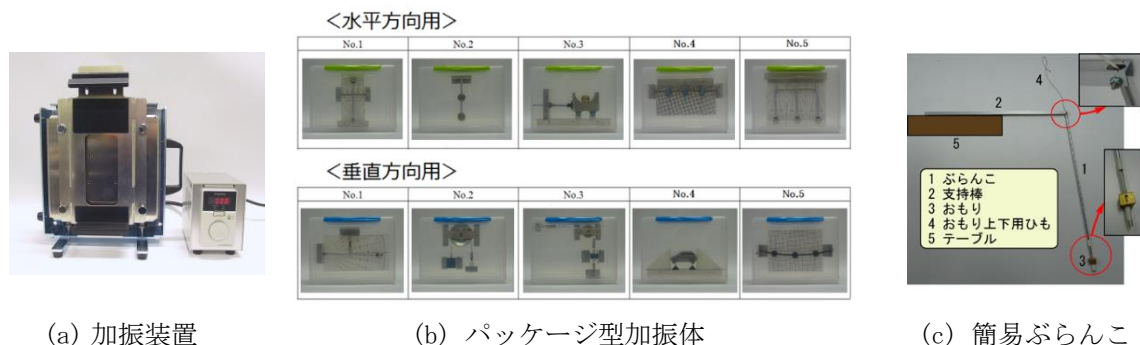 <水平方向用>
No.1 No.2 No.3 No.4 No.5
<垂直方向用>
No.1 No.2 No.3 No.4 No.5
4
2
5
1
1 ぶらんこ
2 支持棒
3 おもり
4 おもり上下用ひも
5 テーブル
3
(a) 加振装置
(b) パッケージ型加振体
(c) 簡易ぶらんこ